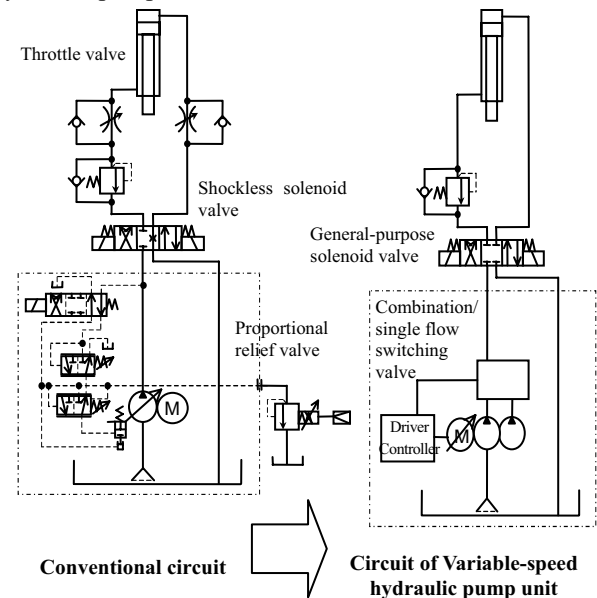 Throttle valve
Shockless solenoid
valve
Proportional
relief valve
M
Conventional circuit
General-purpose
solenoid valve
Combination/
single flow
switching
valve
Driver
Controller
M
Circuit of Variable-speed
hydraulic pump unit